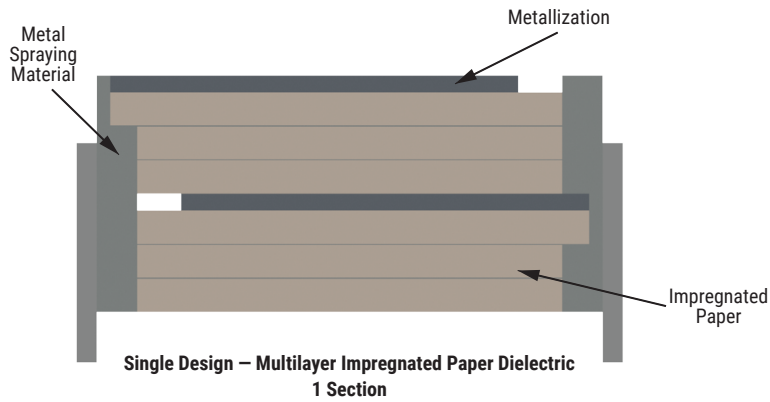 Metallization
Metal
Spraying
Material
Impregnated
Paper
Single Design — Multilayer Impregnated Paper Dielectric
1 Section